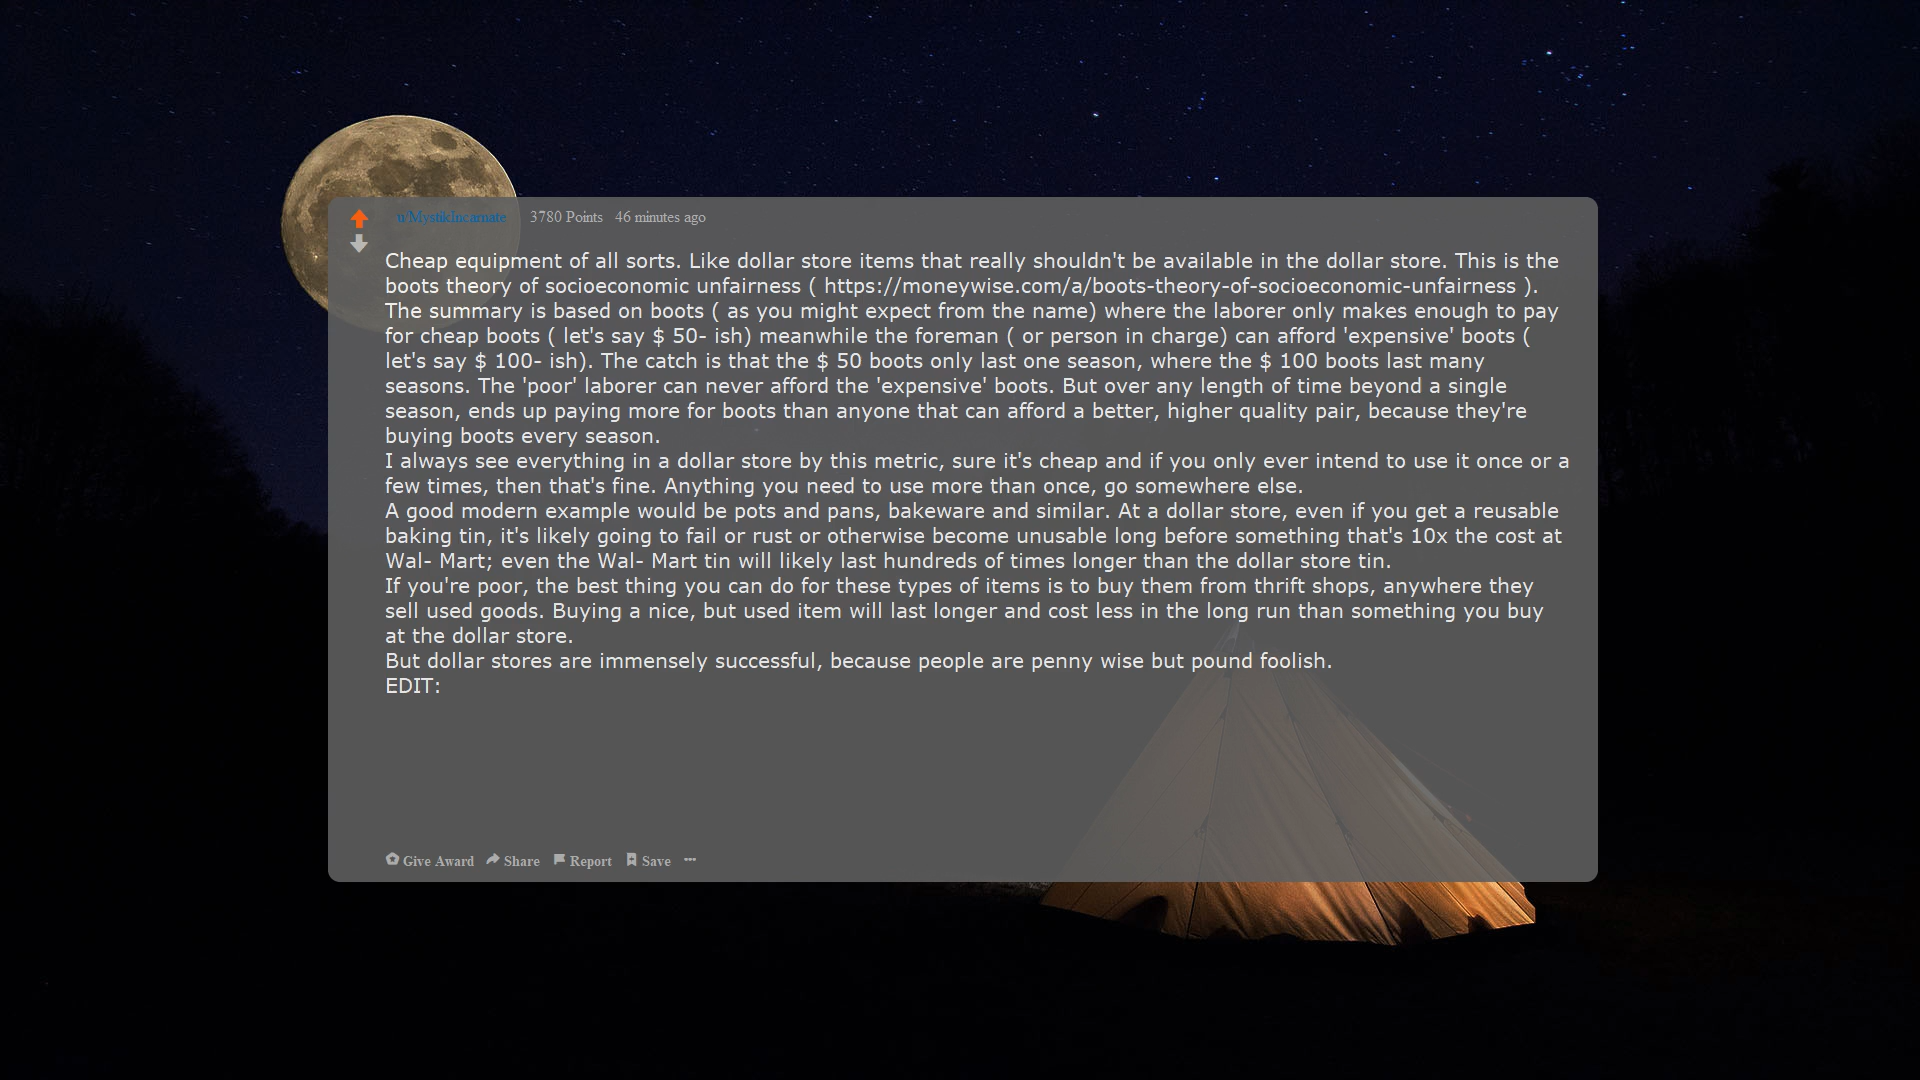 u/MystikIncarnate 3780 Points 46 minutes ago
Cheap equipment of all sorts. Like dollar store items that really shouldn't be available in the dollar store. This is the
boots theory of socioeconomic unfairness ( https://moneywise.com/a/boots-theory-of-socioeconomic-unfairness ).
The summary is based on boots ( as you might expect from the name) where the laborer only makes enough to pay
for cheap boots ( let's say $ 50- ish) meanwhile the foreman ( or person in charge) can afford 'expensive' boots (
let's say $ 100- ish). The catch is that the $ 50 boots only last one season, where the $ 100 boots last many
seasons. The 'poor' laborer can never afford the 'expensive' boots. But over any length of time beyond a single
season, ends up paying more for boots than anyone that can afford a better, higher quality pair, because they're
buying boots every season.
I always see everything in a dollar store by this metric, sure it's cheap and if you only ever intend to use it once or a
few times, then that's fine. Anything you need to use more than once, go somewhere else.
A good modern example would be pots and pans, bakeware and similar. At a dollar store, even if you get a reusable
baking tin, it's likely going to fail or rust or otherwise become unusable long before something that's 10x the cost at
Wal- Mart; even the Wal- Mart tin will likely last hundreds of times longer than the dollar store tin.
If you're poor, the best thing you can do for these types of items is to buy them from thrift shops, anywhere they
sell used goods. Buying a nice, but used item will last longer and cost less in the long run than something you buy
at the dollar store.
But dollar stores are immensely successful, because people are penny wise but pound foolish.
EDIT:
Give Award Share Report Save